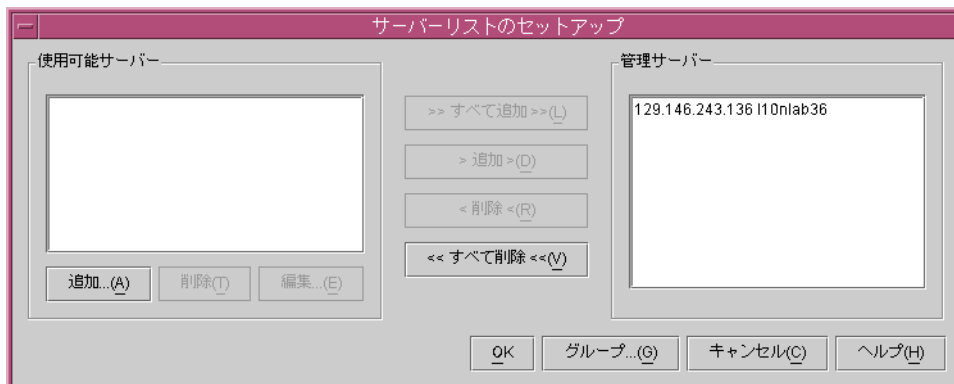 サーバーリストのセットアップ
使用可能サーバー
管理サーバー
129.146.243.136 l10nlab36
>> すべて追加 >>(L)
> 追加 >(D)
< 削除 <(R)
<< すべて削除 <<(V)
追加...(A)
削除(T)
編集...(E)
OK
グループ...(G)
キャンセル(C)
ヘルプ(H)